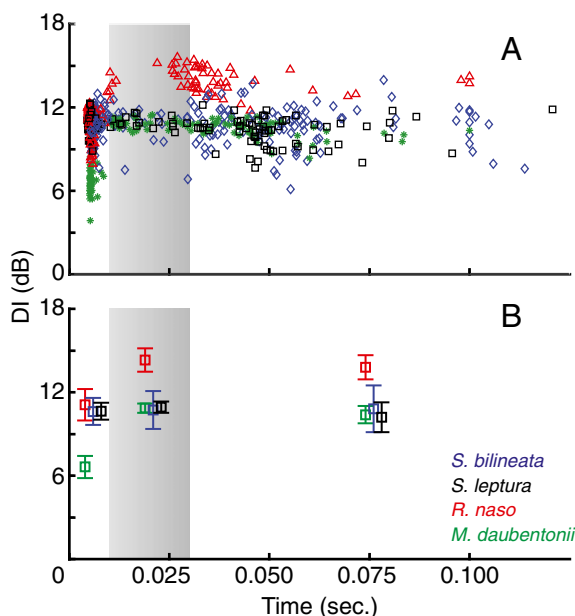 18
12
6
0
A
DI (dB)
18
12
6
0
B
S. bilineata
S. leptura
R. naso
M. daubentonii
0.025
0.050
0.075
0.100
Time (sec.)